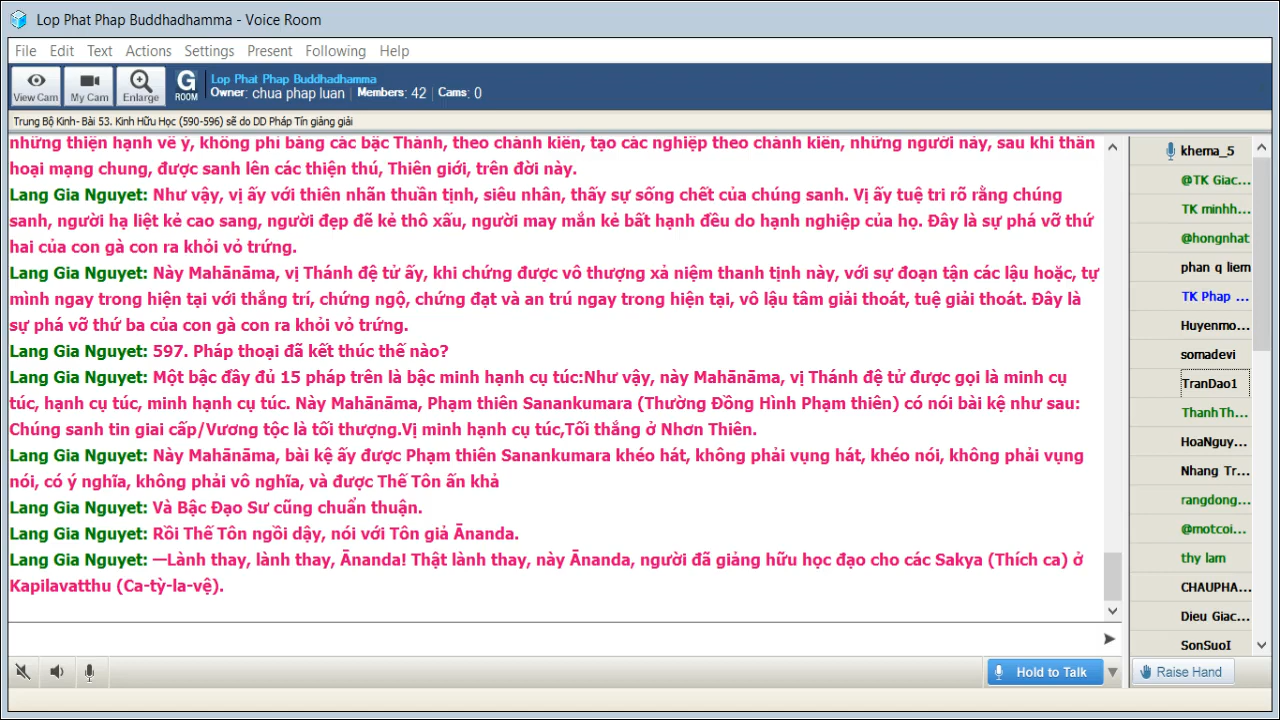 Lop Phat Phap Buddhadhamma - Voice Room
File Edit Text Actions Settings Present Following Help
View Cam My Cam Enlarge G ROOM
Lop Phat Phap Buddhadhamma
Owner: chua phap luan Members: 42 Cams: 0
Trung Bộ Kinh- Bài 53. Kinh Hữu Học (590-596) sẽ do DD Pháp Tín giảng giải
những thiện hạnh về ý, không phỉ báng các bậc Thánh, theo chánh kiến, tạo các nghiệp theo chánh kiến, những người này, sau khi thân
hoại mạng chung, được sanh lên các thiện thú, Thiên giới, trên đời này.
Lang Gia Nguyet: Như vậy, vị ấy với thiên nhãn thuần tịnh, siêu nhân, thấy sự sống chết của chúng sanh. Vị ấy tuệ tri rõ rằng chúng
sanh, người hạ liệt kẻ cao sang, người đẹp đẽ kẻ thô xấu, người may mắn kẻ bất hạnh đều do hạnh nghiệp của họ. Đây là sự phá vỡ thứ
hai của con gà con ra khỏi vỏ trứng.
Lang Gia Nguyet: Này Mahānāma, vị Thánh đệ tử ấy, khi chứng được vô thượng xả niệm thanh tịnh này, với sự đoạn tận các lậu hoặc, tự
mình ngay trong hiện tại với thắng trí, chứng ngộ, chứng đạt và an trú ngay trong hiện tại, vô lậu tâm giải thoát, tuệ giải thoát. Đây là
sự phá vỡ thứ ba của con gà con ra khỏi vỏ trứng.
Lang Gia Nguyet: 597. Pháp thoại đã kết thúc thế nào?
Lang Gia Nguyet: Một bậc đầy đủ 15 pháp trên là bậc minh hạnh cụ túc:Như vậy, này Mahānāma, vị Thánh đệ tử được gọi là minh cụ
túc, hạnh cụ túc, minh hạnh cụ túc. Này Mahānāma, Phạm thiên Sanankumara (Thường Đồng Hình Phạm thiên) có nói bài kệ như sau:
Chúng sanh tin giai cấp/Vương tộc là tối thượng.Vị minh hạnh cụ túc,Tối thắng ở Nhơn Thiên.
Lang Gia Nguyet: Này Mahānāma, bài kệ ấy được Phạm thiên Sanankumara khéo hát, không phải vụng hát, khéo nói, không phải vụng
nói, có ý nghĩa, không phải vô nghĩa, và được Thế Tôn ấn khả
Lang Gia Nguyet: Và Bậc Đạo Sư cũng chuẩn thuận.
Lang Gia Nguyet: Rồi Thế Tôn ngồi dậy, nói với Tôn giả Ānanda.
Lang Gia Nguyet: —Lành thay, lành thay, Ānanda! Thật lành thay, này Ānanda, người đã giảng hữu học đạo cho các Sakya (Thích ca) ở
Kapilavatthu (Ca-tỳ-la-vệ).
khema_5
@TK Giac...
TK minhh...
@hongnhat
phan q liem
TK Phap ...
Huyenmo...
somadevi
TranDao1
ThanhTh...
HoaNguy...
Nhang Tr...
rangdong...
@motcoi...
thy lam
CHAUPHA...
Dieu Giac...
SonSuoI
Hold to Talk
Raise Hand